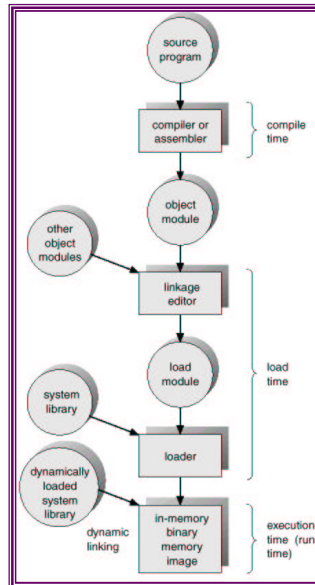 source
program
compiler or
assembler
compile
time
object
module
other
object
modules
linkage
editor
load
module
load
time
system
library
loader
dynamically
loaded
system
library
dynamic
linking
in-memory
binary
memory
image
execution
time (run
time)